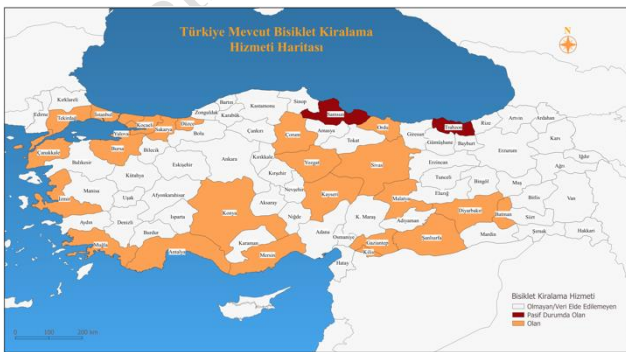 Türkiye Mevcut Bisiklet Kiralama
Hizmeti Haritası
N
Kırklareli
Edirne
Tekirdağ
İstanbul
Kocaeli
Yalova
Sakarya
Düzce
Zonguldak
Bartın
Karabük
Kastamonu
Sinop
Samsun
Ordu
Giresun
Trabzon
Rize
Artvin
Ardahan
Kars
Iğdır
Ağrı
Erzurum
Bayburt
Gümüşhane
Erzincan
Tunceli
Bingöl
Muş
Van
Bitlis
Hakkari
Şırnak
Siirt
Batman
Mardin
Diyarbakır
Elazığ
Malatya
Adıyaman
Şanlıurfa
Gaziantep
Kilis
K. Maraş
Osmaniye
Hatay
Adana
Mersin
Niğde
Kayseri
Sivas
Tokat
Amasya
Çorum
Yozgat
Nevşehir
Kırşehir
Kırıkkale
Çankırı
Ankara
Aksaray
Konya
Karaman
Antalya
Isparta
Burdur
Afyonkarahisar
Eskişehir
Bolu
Bilecik
Bursa
Kütahya
Uşak
Denizli
Muğla
Aydın
İzmir
Manisa
Balıkesir
Çanakkale
Bisiklet Kiralama Hizmeti
Olmayan/Veri Elde Edilemeyen
Pasif Durumda Olan
Olan
0 100 200 km